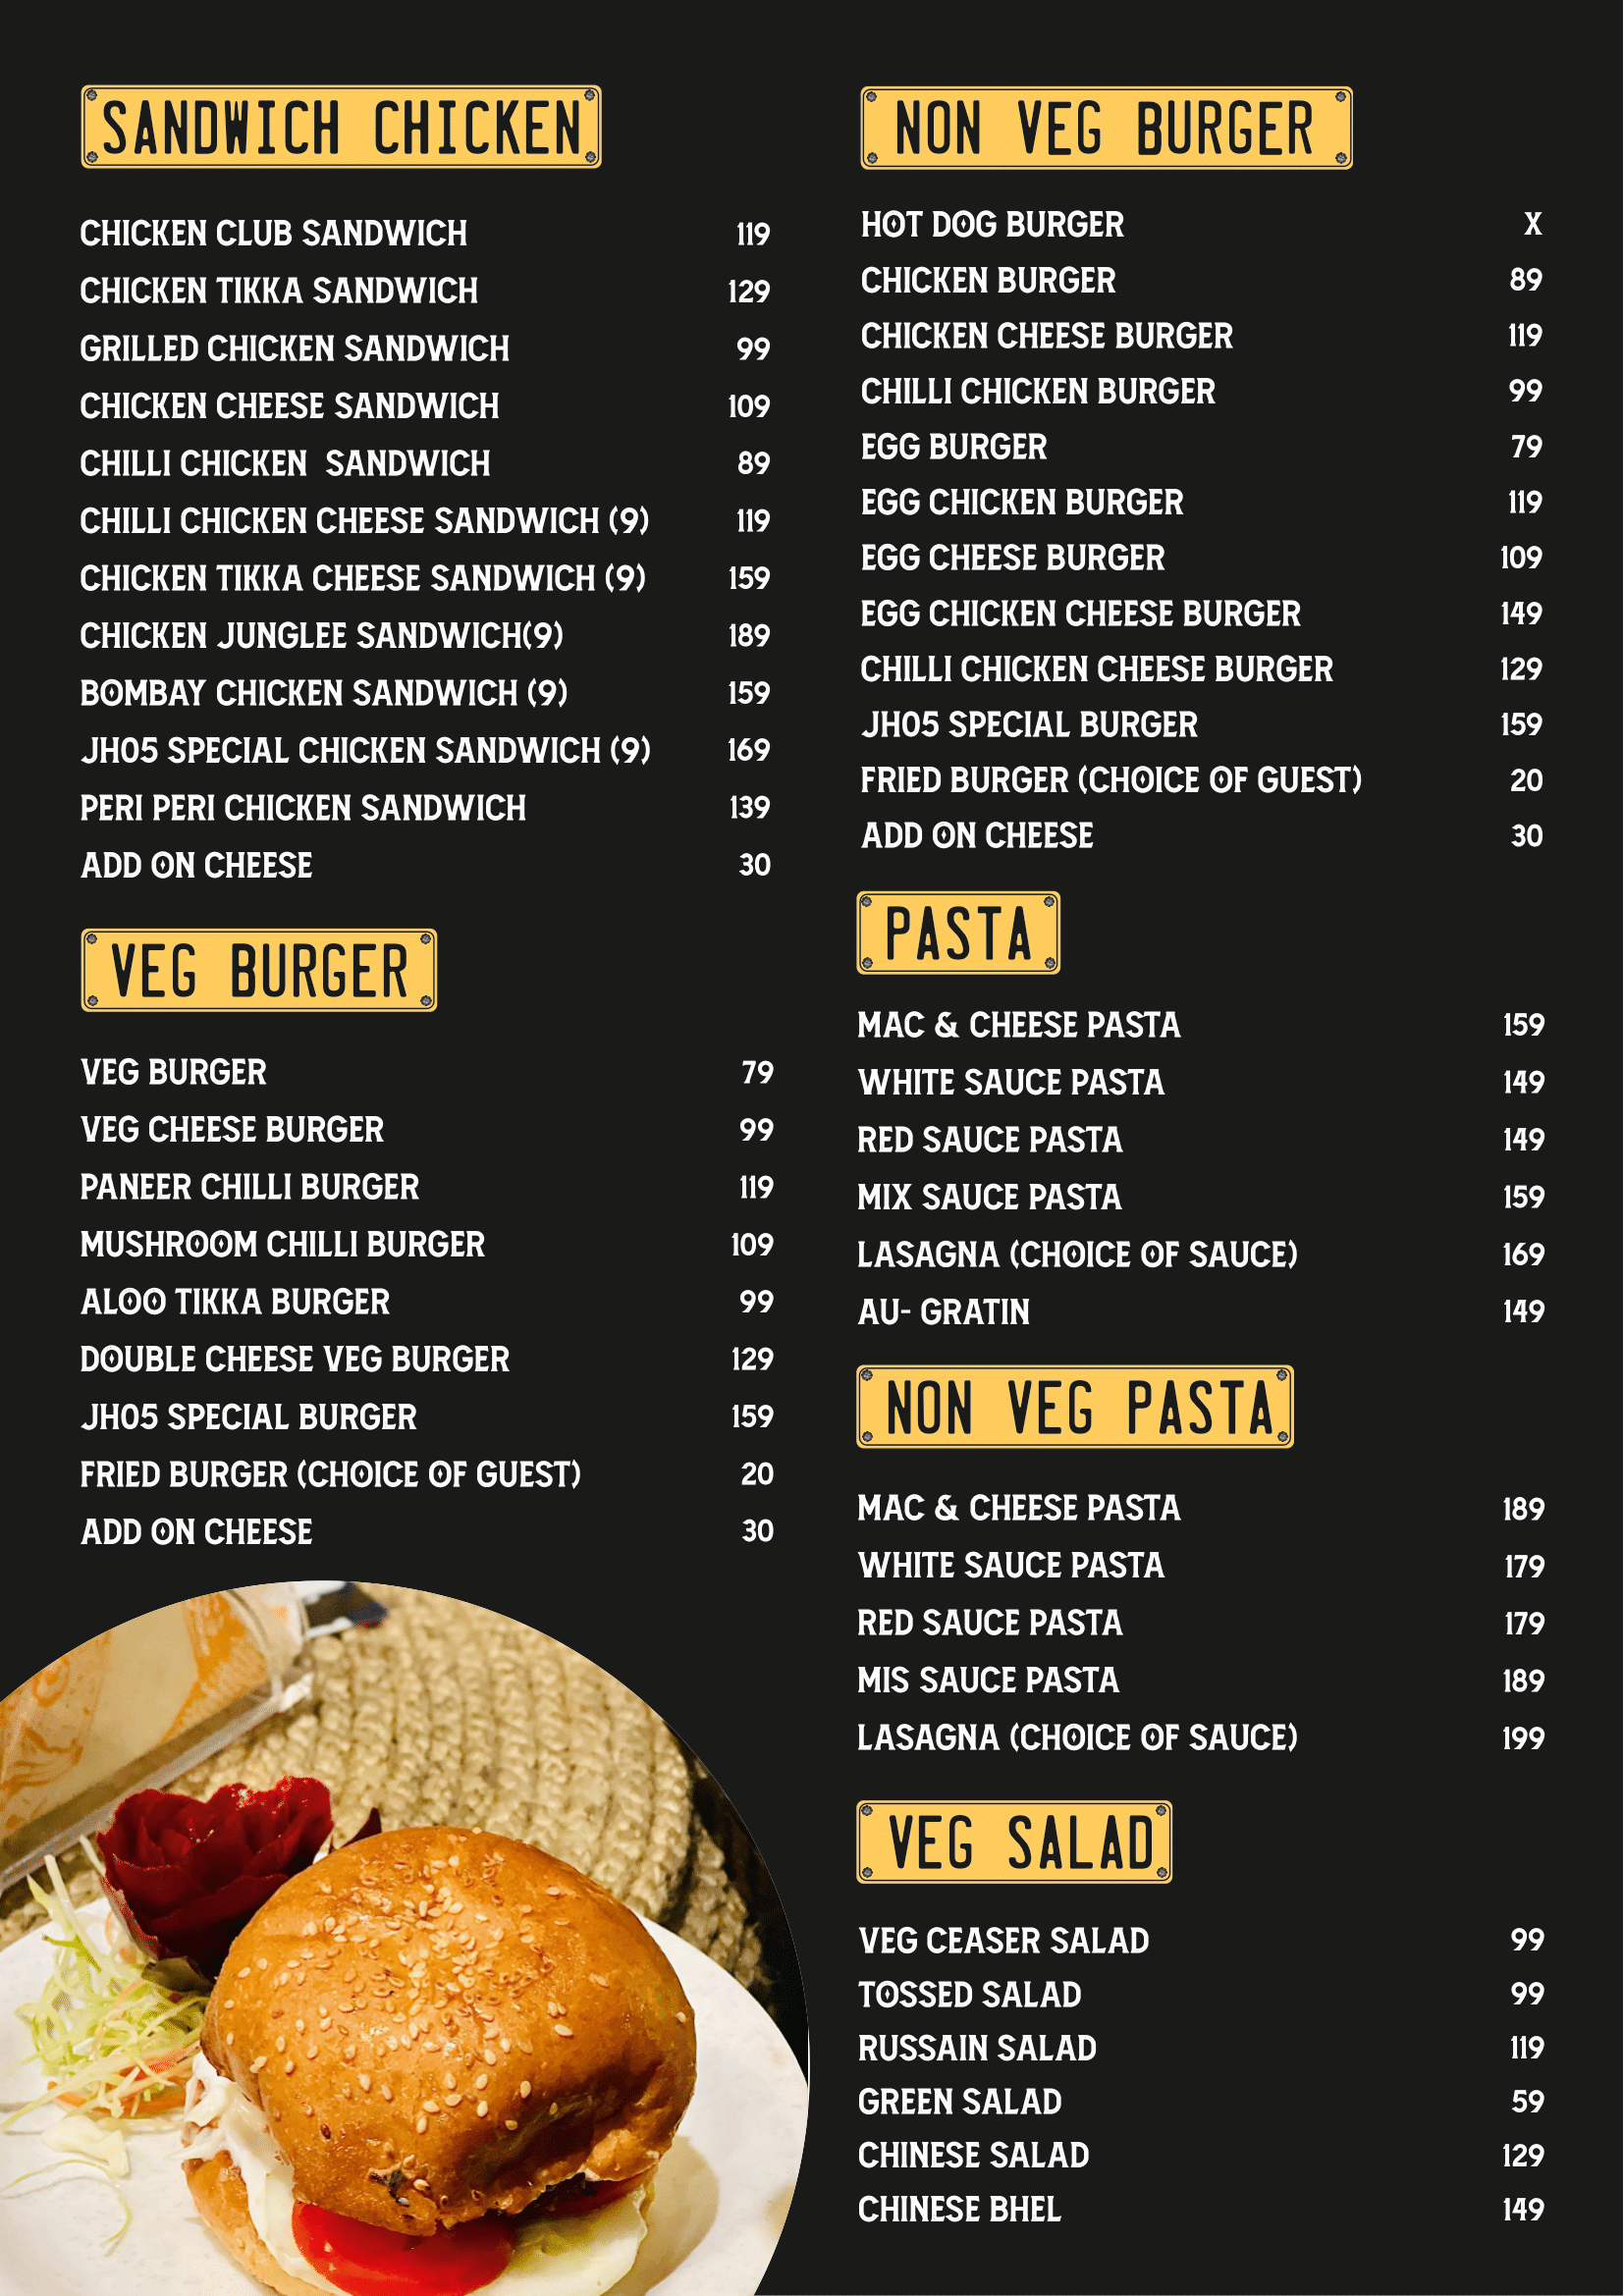 SANDWICH CHICKEN
CHICKEN CLUB SANDWICH 119
CHICKEN TIKKA SANDWICH 129
GRILLED CHICKEN SANDWICH 99
CHICKEN CHEESE SANDWICH 109
CHILLI CHICKEN SANDWICH 89
CHILLI CHICKEN CHEESE SANDWICH (9) 119
CHICKEN TIKKA CHEESE SANDWICH (9) 159
CHICKEN JUNGLEE SANDWICH(9) 189
BOMBAY CHICKEN SANDWICH (9) 159
JH05 SPECIAL CHICKEN SANDWICH (9) 169
PERI PERI CHICKEN SANDWICH 139
ADD ON CHEESE 30
VEG BURGER
VEG BURGER 79
VEG CHEESE BURGER 99
PANEER CHILLI BURGER 119
MUSHROOM CHILLI BURGER 109
ALOO TIKKA BURGER 99
DOUBLE CHEESE VEG BURGER 129
JH05 SPECIAL BURGER 159
FRIED BURGER (CHOICE OF GUEST) 20
ADD ON CHEESE 30
NON VEG BURGER
HOT DOG BURGER X
CHICKEN BURGER 89
CHICKEN CHEESE BURGER 119
CHILLI CHICKEN BURGER 99
EGG BURGER 79
EGG CHICKEN BURGER 119
EGG CHEESE BURGER 109
EGG CHICKEN CHEESE BURGER 149
CHILLI CHICKEN CHEESE BURGER 129
JH05 SPECIAL BURGER 159
FRIED BURGER (CHOICE OF GUEST) 20
ADD ON CHEESE 30
PASTA
MAC & CHEESE PASTA 159
WHITE SAUCE PASTA 149
RED SAUCE PASTA 149
MIX SAUCE PASTA 159
LASAGNA (CHOICE OF SAUCE) 169
AU- GRATIN 149
NON VEG PASTA
MAC & CHEESE PASTA 189
WHITE SAUCE PASTA 179
RED SAUCE PASTA 179
MIS SAUCE PASTA 189
LASAGNA (CHOICE OF SAUCE) 199
VEG SALAD
VEG CEASER SALAD 99
TOSSED SALAD 99
RUSSAIN SALAD 119
GREEN SALAD 59
CHINESE SALAD 129
CHINESE BHEL 149